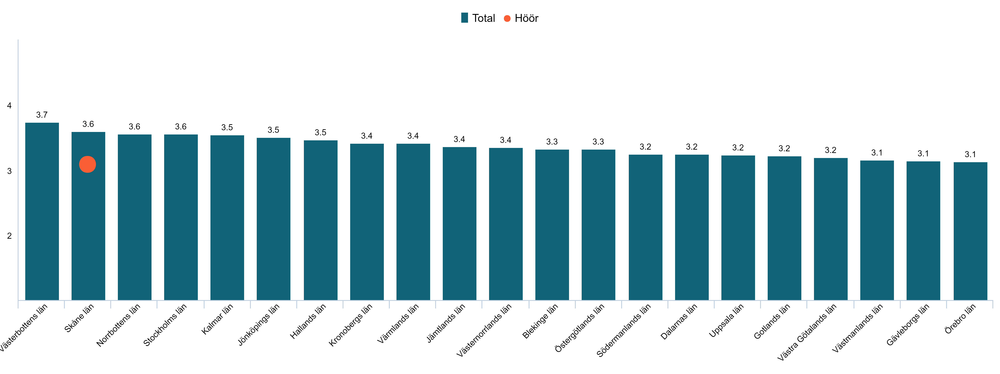 Total Höör
4
3
2
3.7 3.6 3.6 3.6 3.5 3.5 3.5 3.4 3.4 3.4 3.4 3.3 3.3 3.2 3.2 3.2 3.2 3.2 3.1 3.1 3.1
Västerbottens län
Skåne län
Norrbottens län
Stockholms län
Kalmar län
Jönköpings län
Hallands län
Kronobergs län
Värmlands län
Jämtlands län
Västernorrlands län
Blekinge län
Östergötlands län
Södermanlands län
Dalarnas län
Uppsala län
Gotlands län
Västra Götalands län
Västmanlands län
Gävleborgs län
Örebro län